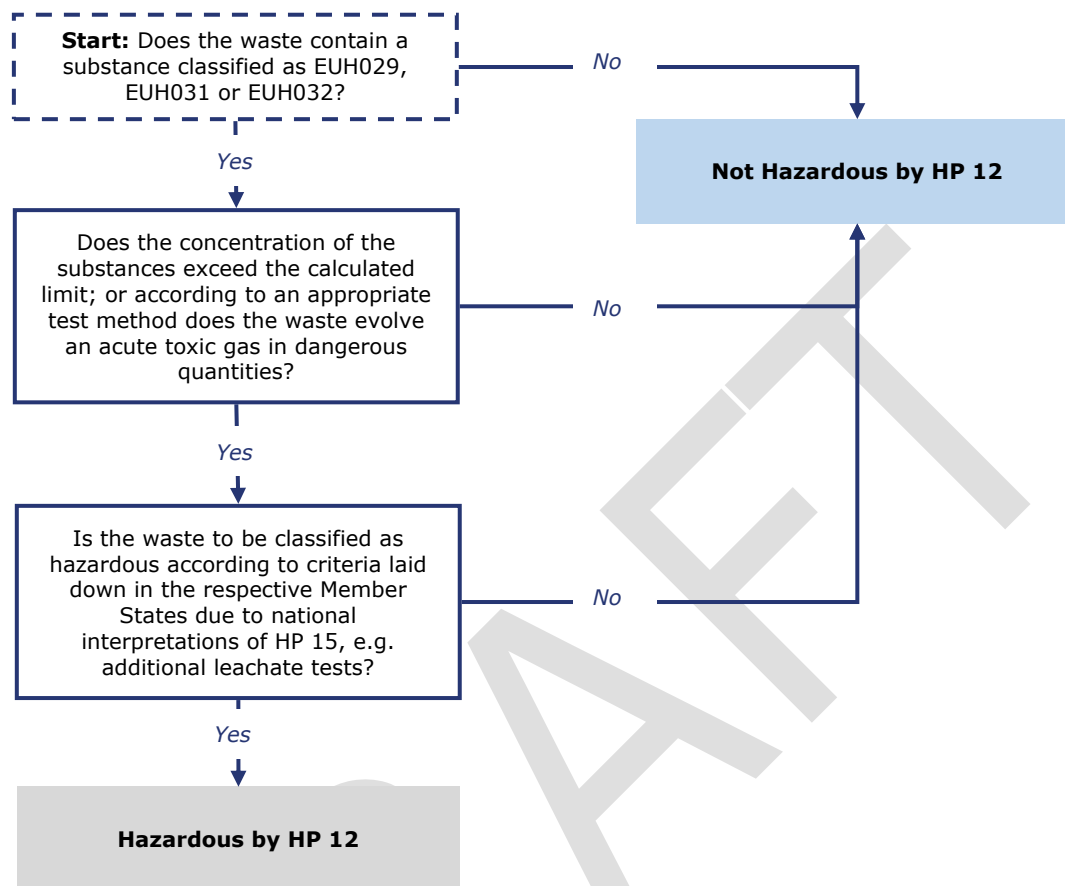 Start: Does the waste contain a
substance classified as EUH029,
EUH031 or EUH032?
No
Not Hazardous by HP 12
Yes
Does the concentration of the
substances exceed the calculated
limit; or according to an appropriate
test method does the waste evolve
an acute toxic gas in dangerous
quantities?
No
Yes
Is the waste to be classified as
hazardous according to criteria laid
down in the respective Member
States due to national
interpretations of HP 15, e.g.
additional leachate tests?
No
Yes
Hazardous by HP 12
AFT